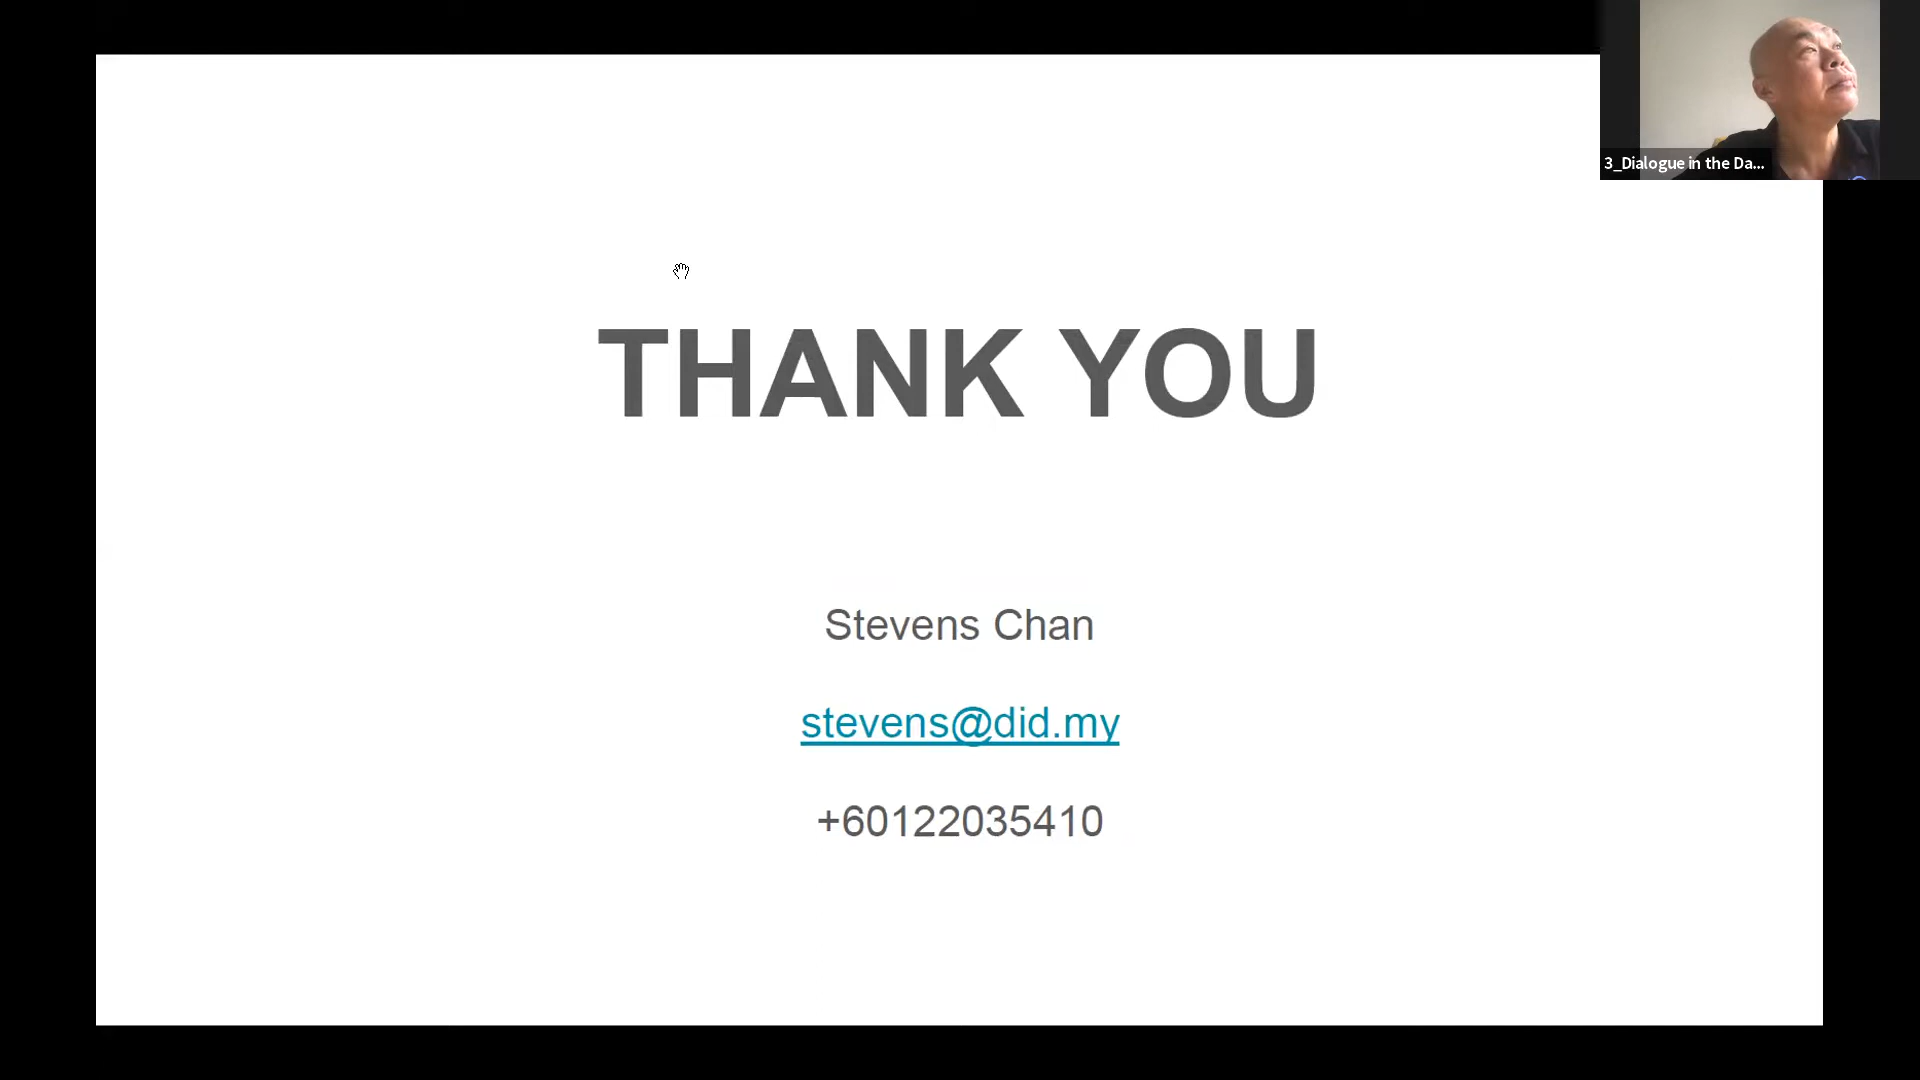 3_Dialogue in the Da...
THANK YOU
Stevens Chan
stevens@did.my
+60122035410